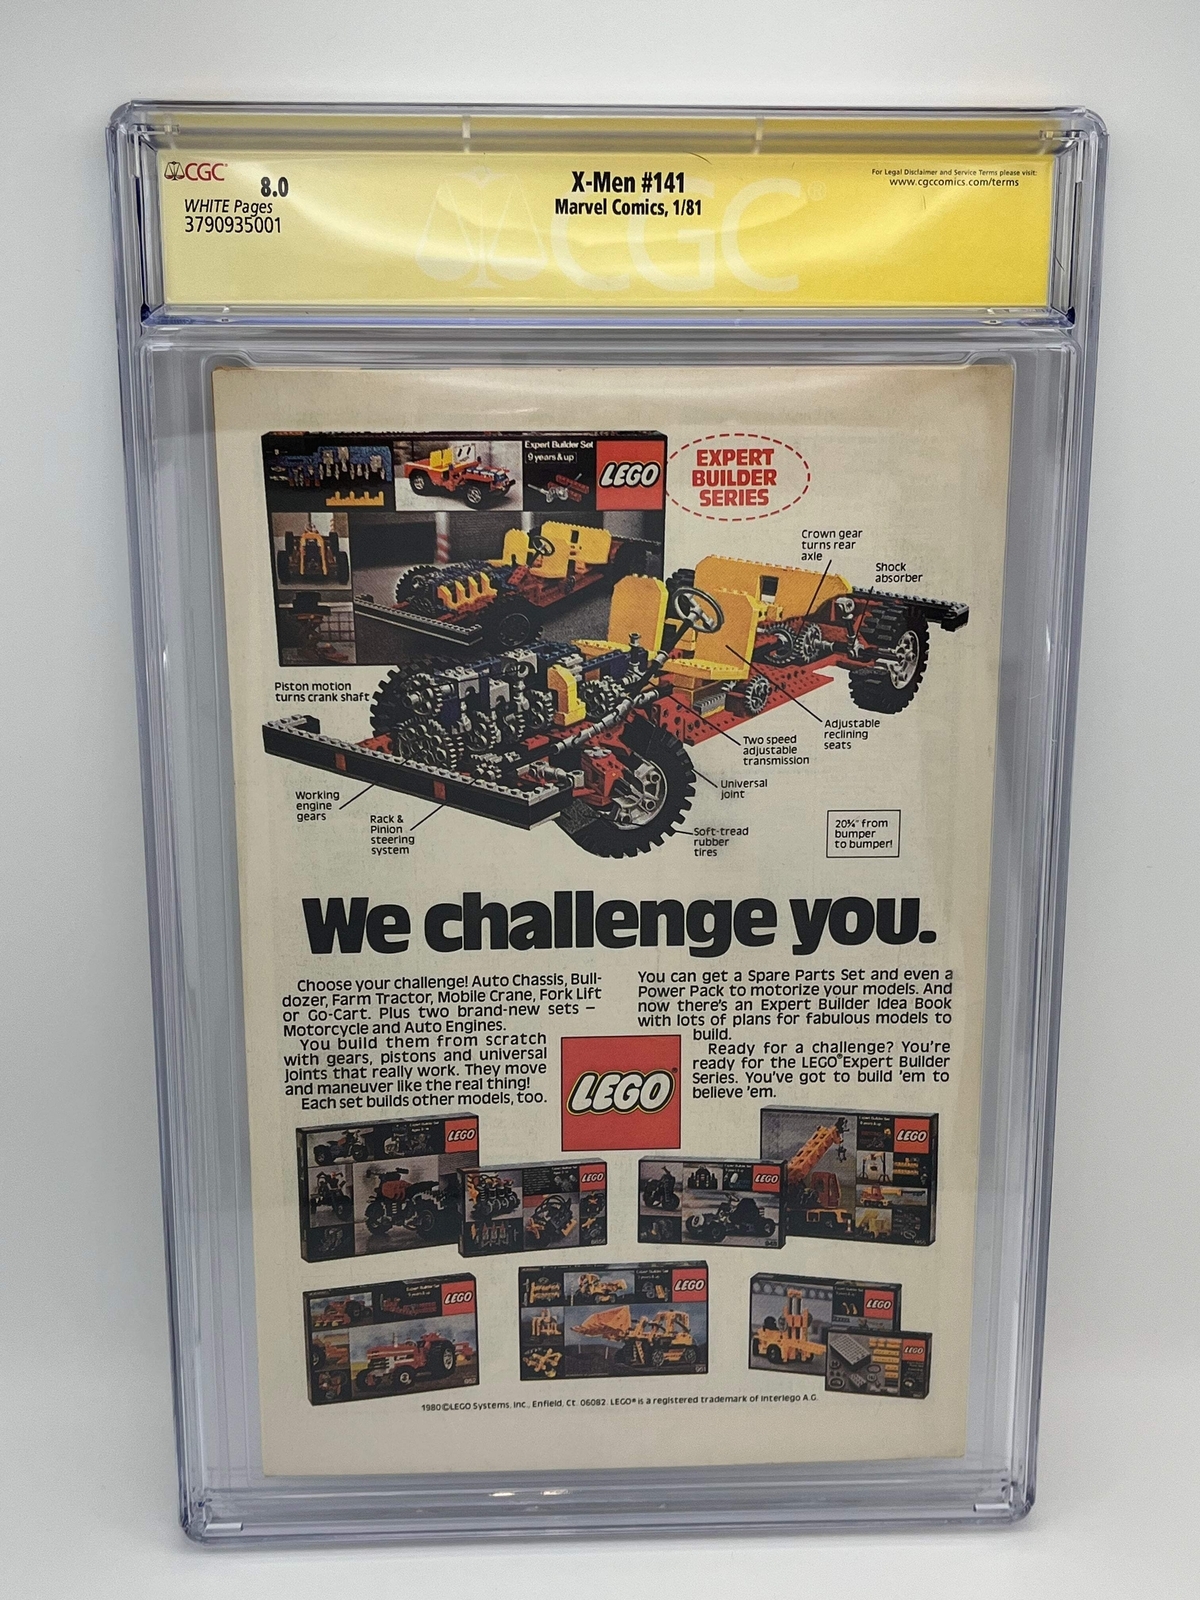 CGC
8.0
WHITE Pages
3790935001
X-Men #141
Marvel Comics, 1/81
For Legal Disclaimer and Service Terms please visit:
www.cgccomics.com/terms
CGC®
Expert Builder Set
9 years & up
LEGO
EXPERT
BUILDER
SERIES
Crown gear
turns rear
axle
Shock
absorber
Piston motion
turns crank shaft
Adjustable
reclining
seats
Two speed
adjustable
transmission
Universal
joint
Working
engine
gears
Rack &
Pinion
steering
system
Soft-tread
rubber
tires
20¾" from
bumper
to bumper!
We challenge you.
Choose your challenge! Auto Chassis, Bull-
dozer, Farm Tractor, Mobile Crane, Fork Lift
or Go-Cart. Plus two brand-new sets —
Motorcycle and Auto Engines.
You build them from scratch
with gears, pistons and universal
joints that really work. They move
and maneuver like the real thing!
Each set builds other models, too.
You can get a Spare Parts Set and even a
Power Pack to motorize your models. And
now there's an Expert Builder Idea Book
with lots of plans for fabulous models to
build.
Ready for a challenge? You're
ready for the LEGO® Expert Builder
Series. You've got to build 'em to
believe 'em.
LEGO®
LEGO
LEGO
LEGO
LEGO
LEGO
LEGO
LEGO
LEGO
1980 © LEGO Systems, Inc., Enfield, Ct. 06082. LEGO® is a registered trademark of Interlego A.G.